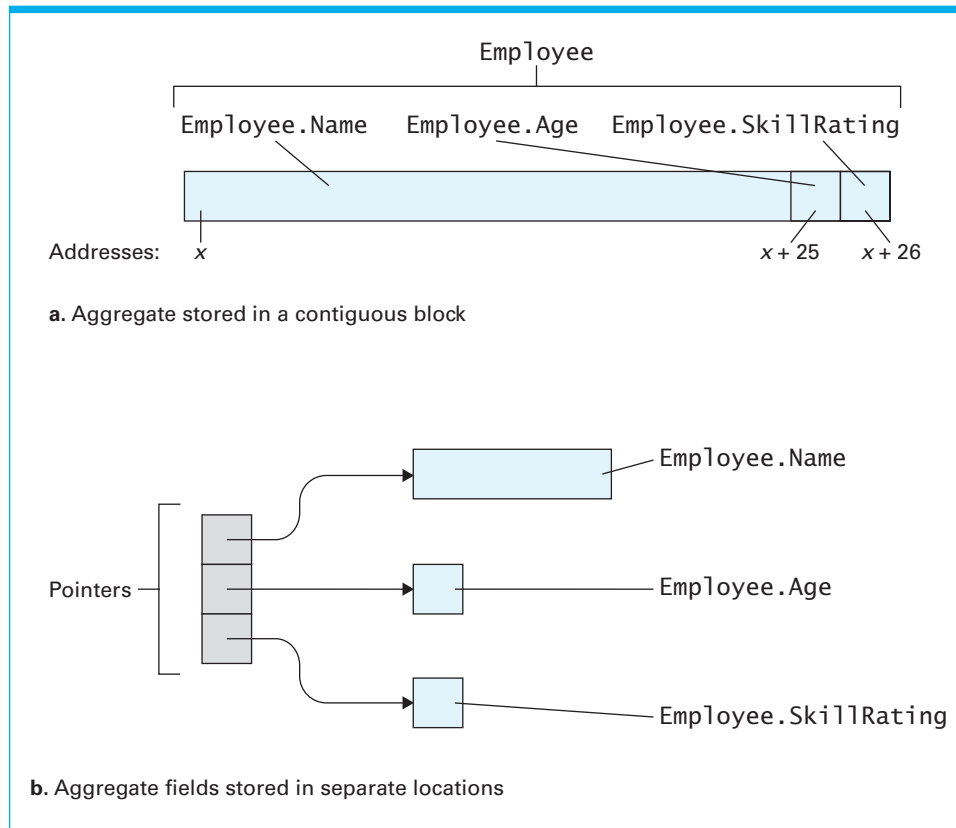 Employee
Employee.Name Employee.Age Employee.SkillRating
Addresses: x x + 25 x + 26
a. Aggregate stored in a contiguous block
Employee.Name
Pointers Employee.Age
Employee.SkillRating
b. Aggregate fields stored in separate locations